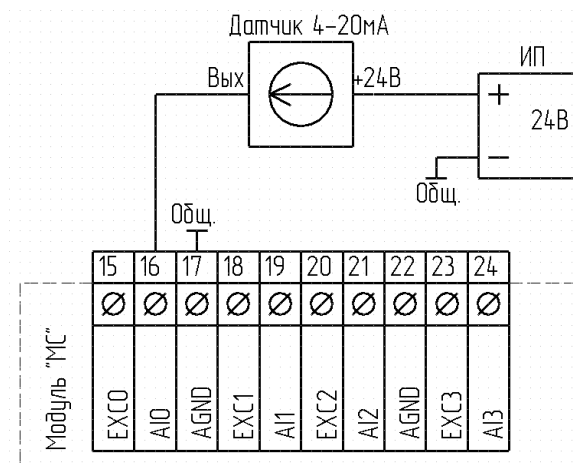 Датчик 4-20мА
ИП
Вых
+24В
+
24В
−
Общ.
Общ.
15 16 17 18 19 20 21 22 23 24
Модуль "МС"
EXC0
AI0
AGND
EXC1
AI1
EXC2
AI2
AGND
EXC3
AI3